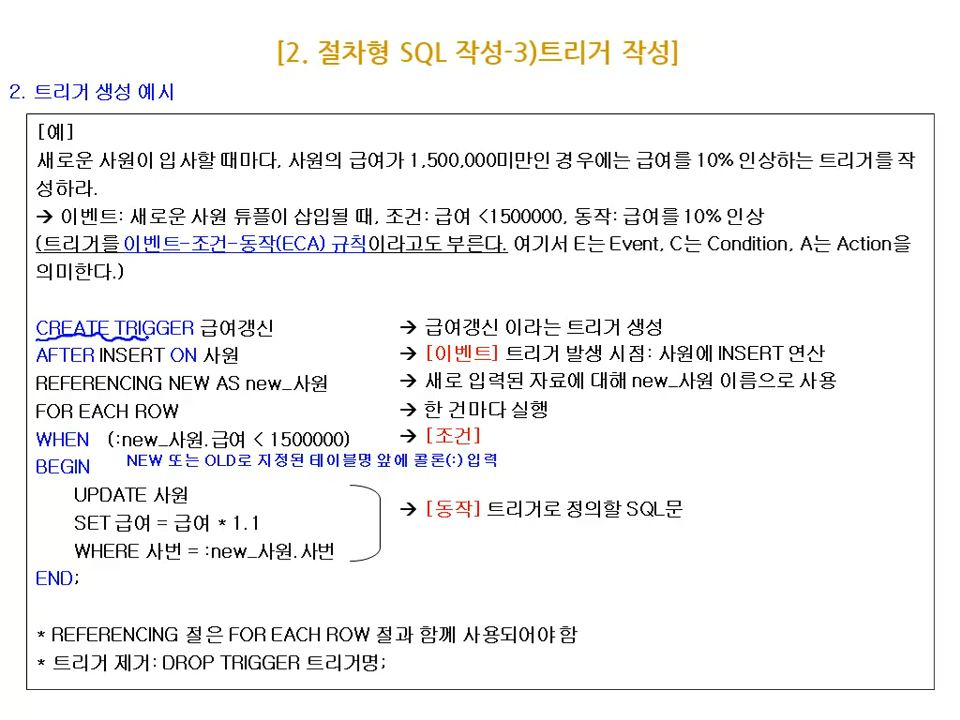 [2. 절차형 SQL 작성-3)트리거 작성]
2. 트리거 생성 예시
[예]
새로운 사원이 입사할 때마다, 사원의 급여가 1,500,000미만인 경우에는 급여를 10% 인상하는 트리거를 작
성하라.
→ 이벤트: 새로운 사원 튜플이 삽입될 때, 조건: 급여 <1500000, 동작: 급여를 10% 인상
(트리거를 이벤트-조건-동작(ECA) 규칙이라고도 부른다. 여기서 E는 Event, C는 Condition, A는 Action을
의미한다.)
CREATE TRIGGER 급여갱신 → 급여갱신 이라는 트리거 생성
AFTER INSERT ON 사원 → [이벤트] 트리거 발생 시점: 사원에 INSERT 연산
REFERENCING NEW AS new_사원 → 새로 입력된 자료에 대해 new_사원 이름으로 사용
FOR EACH ROW → 한 건마다 실행
WHEN (:new_사원.급여 < 1500000) → [조건]
BEGIN NEW 또는 OLD로 지정된 테이블명 앞에 콜론(:) 입력
UPDATE 사원
SET 급여 = 급여 * 1.1 → [동작] 트리거로 정의할 SQL문
WHERE 사번 = :new_사원.사번
END;
* REFERENCING 절은 FOR EACH ROW 절과 함께 사용되어야 함
* 트리거 제거: DROP TRIGGER 트리거명;